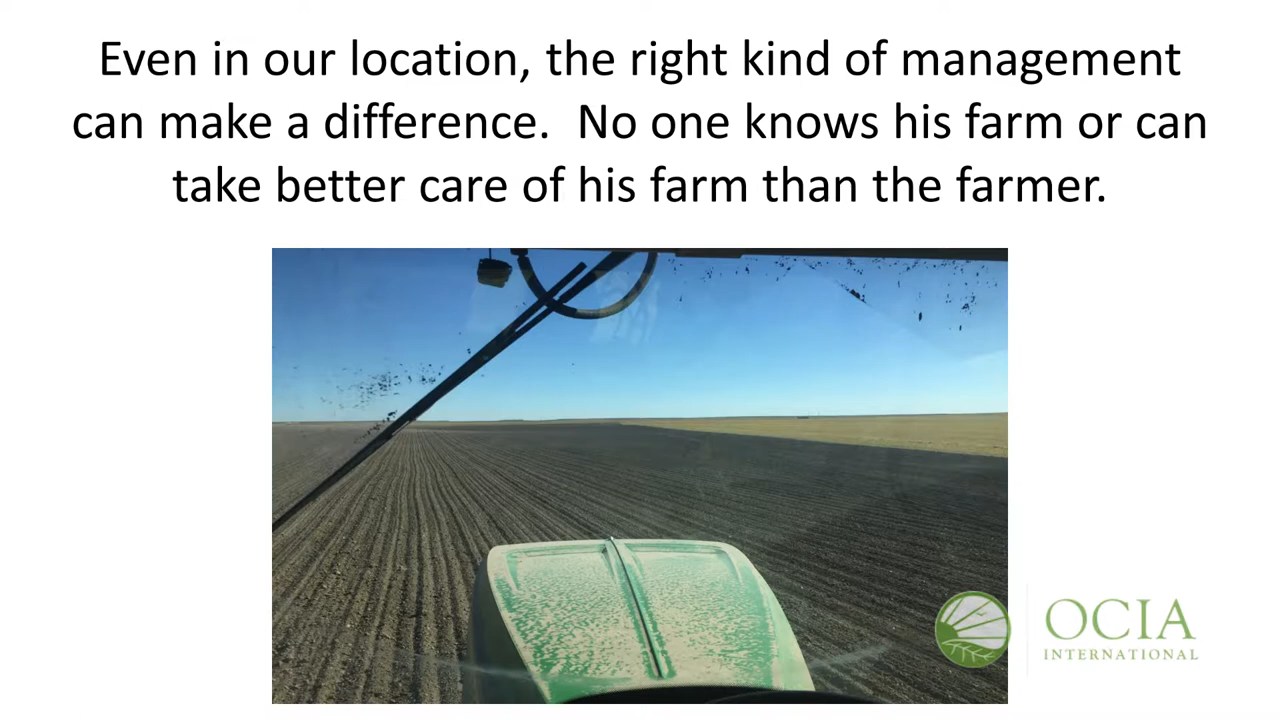 Even in our location, the right kind of management
can make a difference.  No one knows his farm or can
take better care of his farm than the farmer.
OCIA
INTERNATIONAL